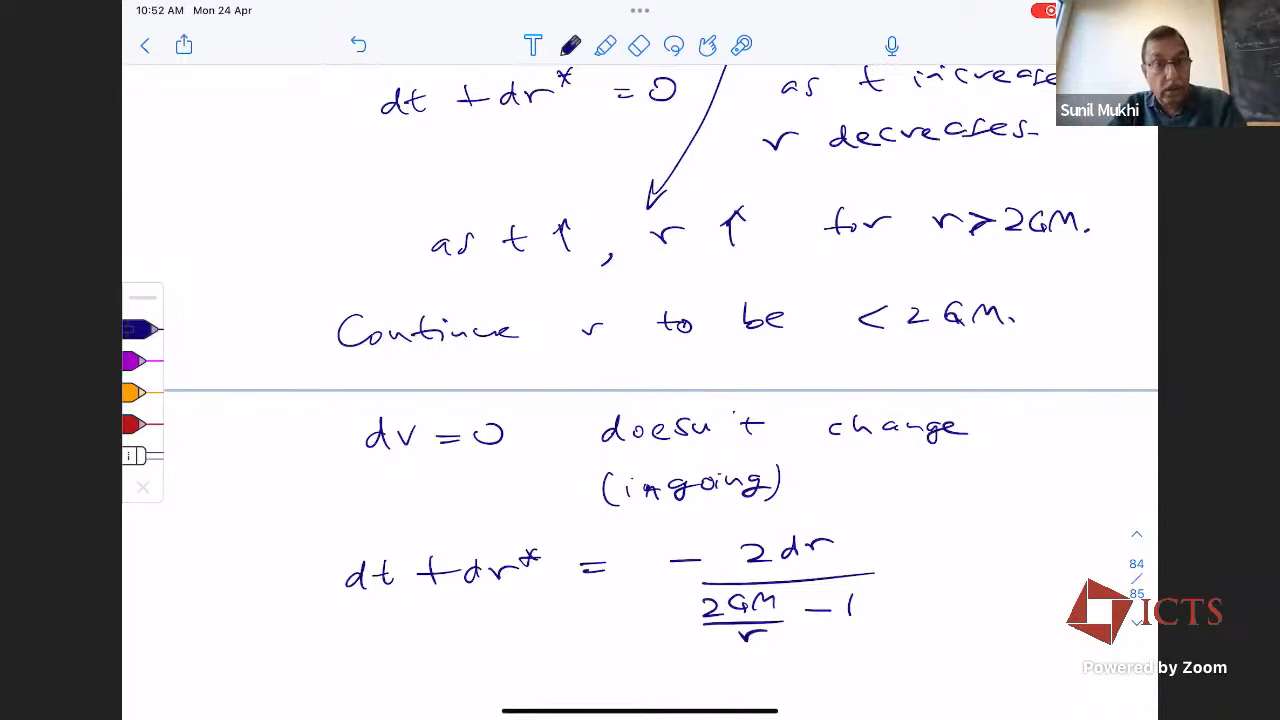 10:52 AM Mon 24 Apr
T
dt + dr* = 0
as t increase
r decreases.
Sunil Mukhi
as t ↑, r ↑ for r > 2GM.
Continue r to be < 2GM.
dv = 0 doesn't change
(ingoing)
dt + dr* = - 2dr / (2GM/r - 1)
84
/
85
ICTS
Powered by Zoom